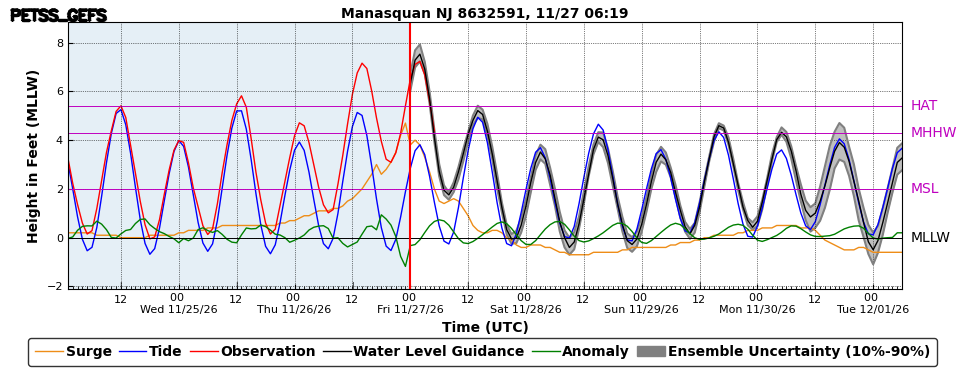 PETSS_GEFS
Manasquan NJ 8632591, 11/27 06:19
Height in Feet (MLLW)
8
6
4
2
0
−2
HAT
MHHW
MSL
MLLW
12 00 12 00 12 00 12 00 12 00 12 00 12 00
Wed 11/25/26 Thu 11/26/26 Fri 11/27/26 Sat 11/28/26 Sun 11/29/26 Mon 11/30/26 Tue 12/01/26
Time (UTC)
Surge Tide Observation Water Level Guidance Anomaly Ensemble Uncertainty (10%-90%)